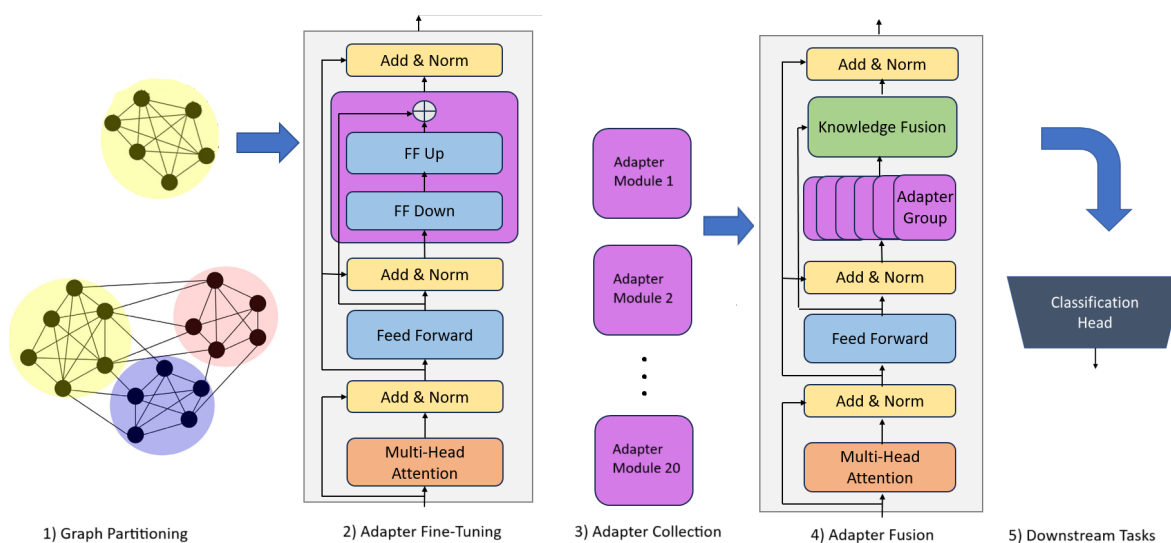 Add & Norm
FF Up
FF Down
Add & Norm
Feed Forward
Add & Norm
Multi-Head
Attention
Adapter
Module 1
Adapter
Module 2
Adapter
Module 20
Add & Norm
Knowledge Fusion
Adapter
Group
Add & Norm
Feed Forward
Add & Norm
Multi-Head
Attention
Classification
Head
1) Graph Partitioning
2) Adapter Fine-Tuning
3) Adapter Collection
4) Adapter Fusion
5) Downstream Tasks